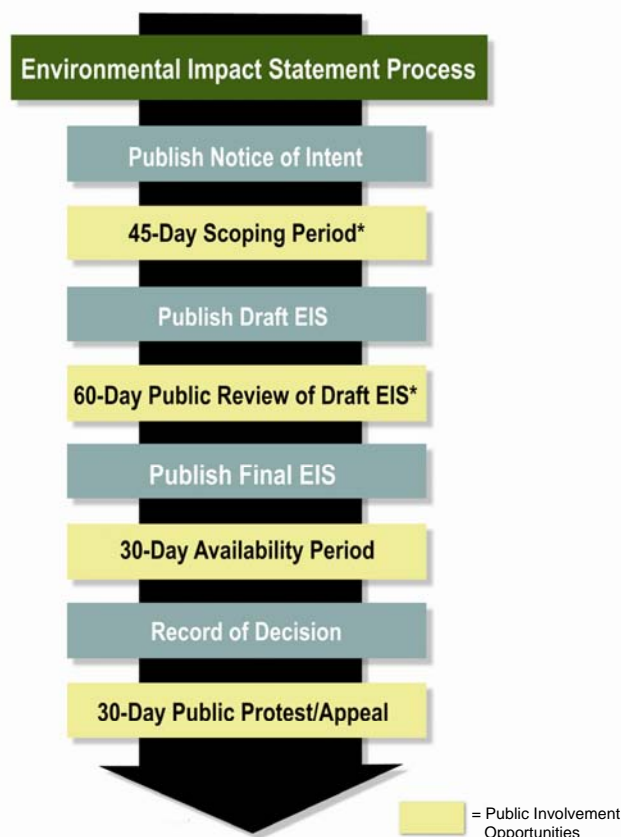 Environmental Impact Statement Process
Publish Notice of Intent
45-Day Scoping Period*
Publish Draft EIS
60-Day Public Review of Draft EIS*
Publish Final EIS
30-Day Availability Period
Record of Decision
30-Day Public Protest/Appeal
= Public Involvement
Opportunities